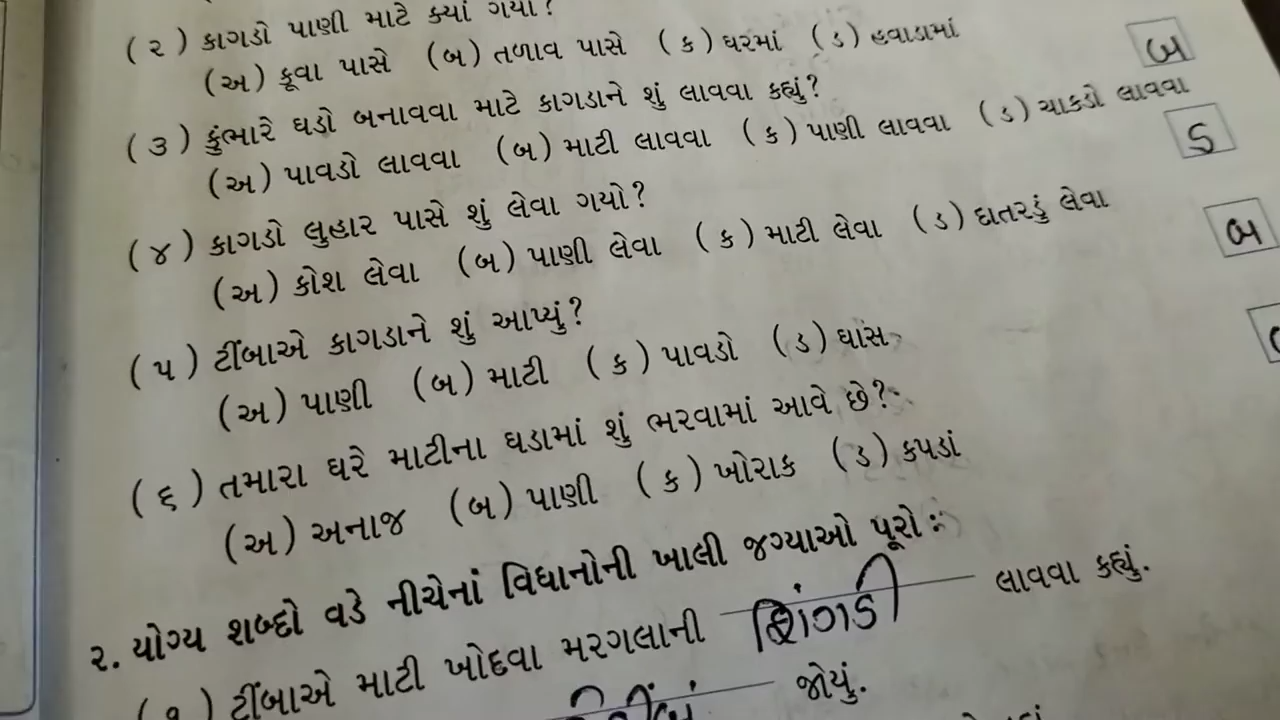 (૨) કાગડો પાણી માટે ક્યાં ગયો?
(અ) કૂવા પાસે (બ) તળાવ પાસે (ક) ઘરમાં (ડ) હવાડામાં
બ
(૩) કુંભારે ઘડો બનાવવા માટે કાગડાને શું લાવવા કહ્યું?
(અ) પાવડો લાવવા (બ) માટી લાવવા (ક) પાણી લાવવા (ડ) ચાકડો લાવવા
ડ
(૪) કાગડો લુહાર પાસે શું લેવા ગયો?
(અ) કોશ લેવા (બ) પાણી લેવા (ક) માટી લેવા (ડ) દાતરડું લેવા
બ
(૫) ટીંબાએ કાગડાને શું આપ્યું?
(અ) પાણી (બ) માટી (ક) પાવડો (ડ) ઘાસ
(૬) તમારા ઘરે માટીના ઘડામાં શું ભરવામાં આવે છે?
(અ) અનાજ (બ) પાણી (ક) ખોરાક (ડ) કપડાં
૨. યોગ્ય શબ્દો વડે નીચેનાં વિધાનોની ખાલી જગ્યાઓ પૂરો :
(૧) ટીંબાએ માટી ખોદવા મરગલાની શિંગડી લાવવા કહ્યું.
જોયું.